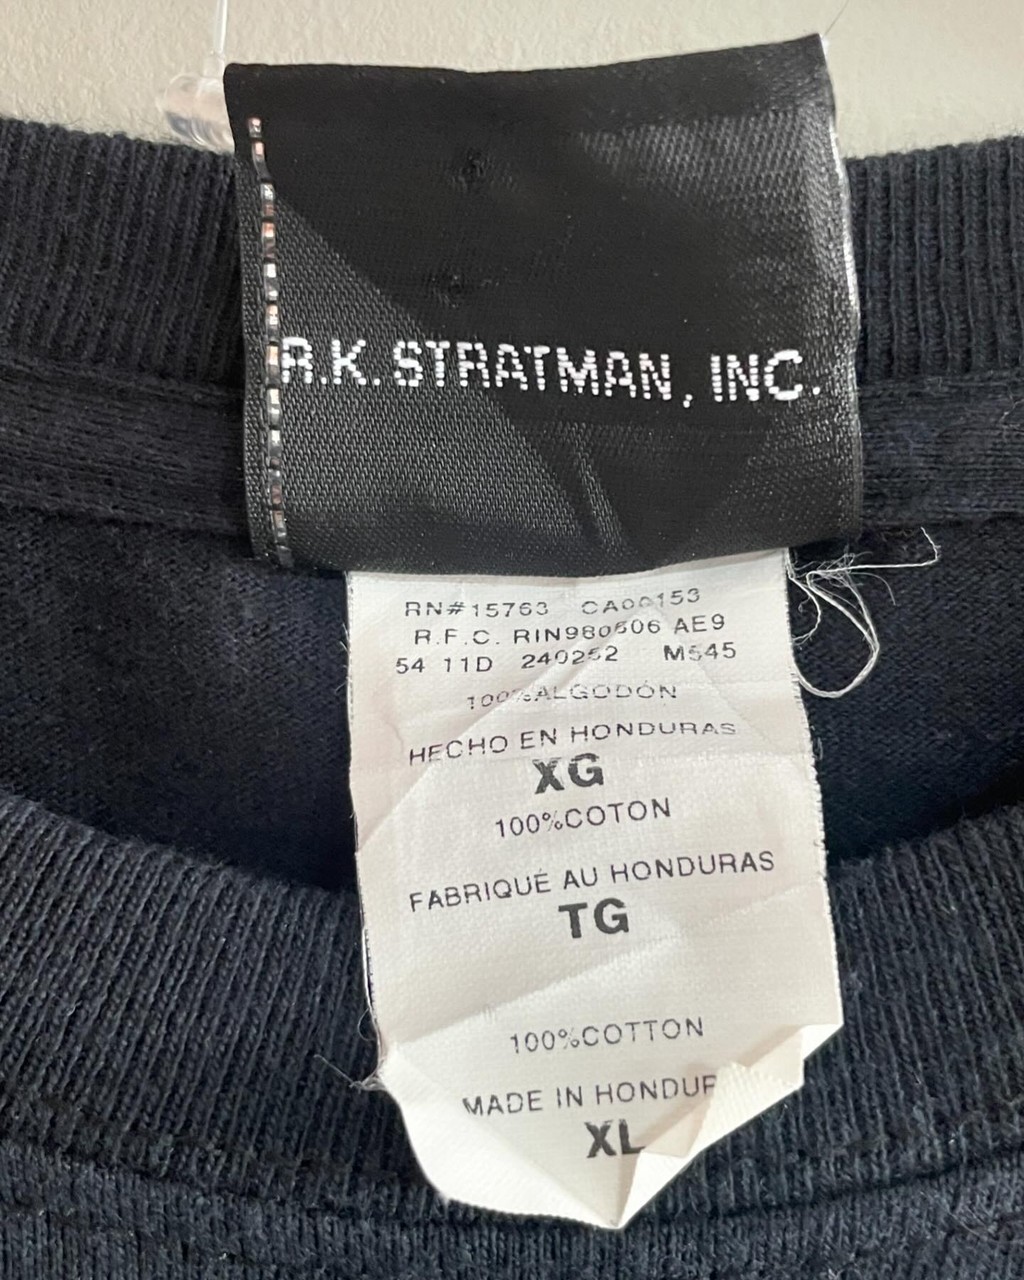 R.K. STRATMAN, INC.
RN#15763 CA00153
R.F.C. RIN980606 AE9
54 11D 240252 M545
100%ALGODÓN
HECHO EN HONDURAS
XG
100%COTON
FABRIQUÉ AU HONDURAS
TG
100%COTTON
MADE IN HONDUR
XL